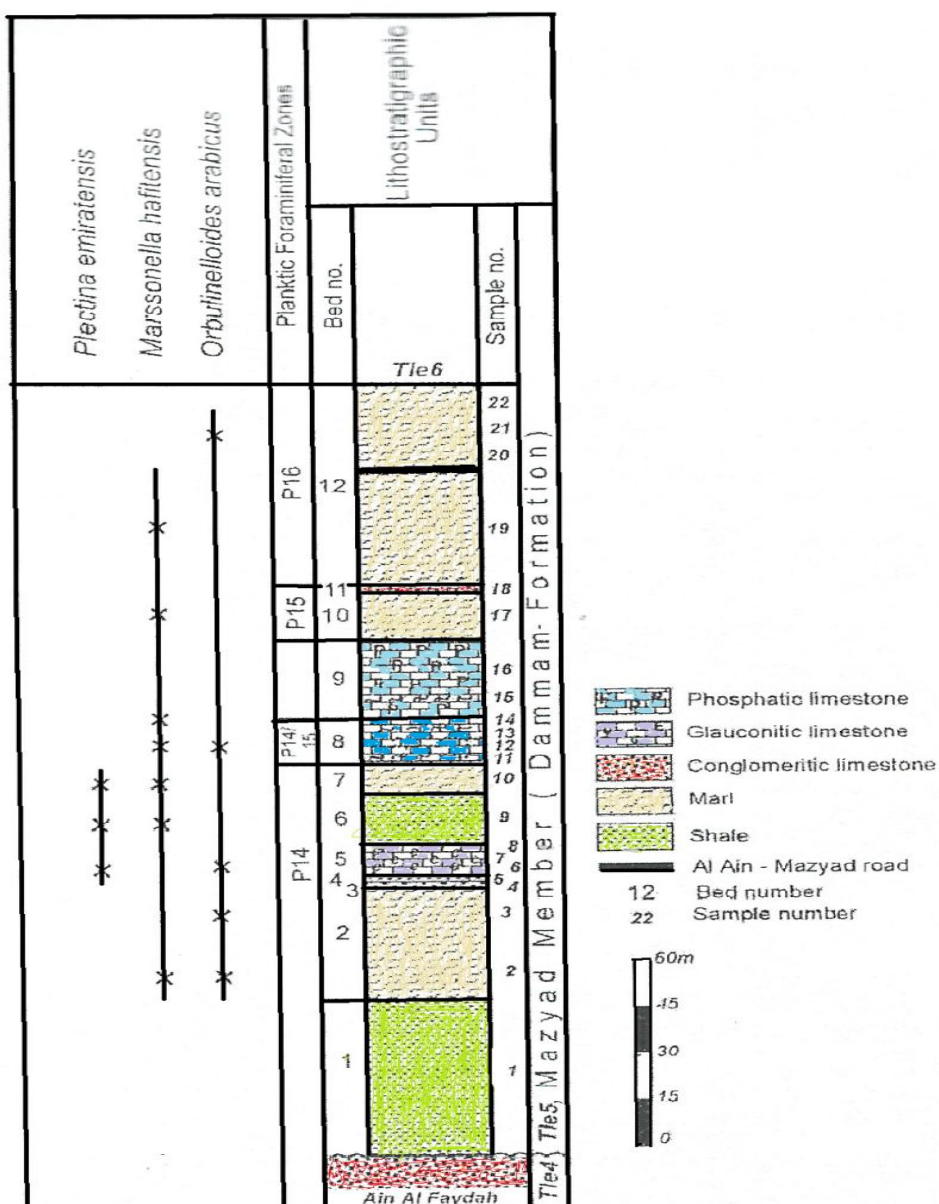 Plectina emiratensis
Marssonella hafitensis
Orbulinelloides arabicus
Planktic Foraminiferal Zones
Lithostratigraphic
Units
Bed no.
Sample no.
Tle6
22
21
20
P16
12
19
11
18
P15
10
17
9
16
15
14
P14/
15
8
13
12
11
7
10
6
9
P14
5
8
7
6
4
5
3
4
2
3
2
1
1
Tle4
Tle5, Mazyad Member ( Dammam- Formation)
Ain Al Faydah
Phosphatic limestone
Glauconitic limestone
Conglomeritic limestone
Marl
Shale
Al Ain - Mazyad road
12 Bed number
22 Sample number
60m
45
30
15
0